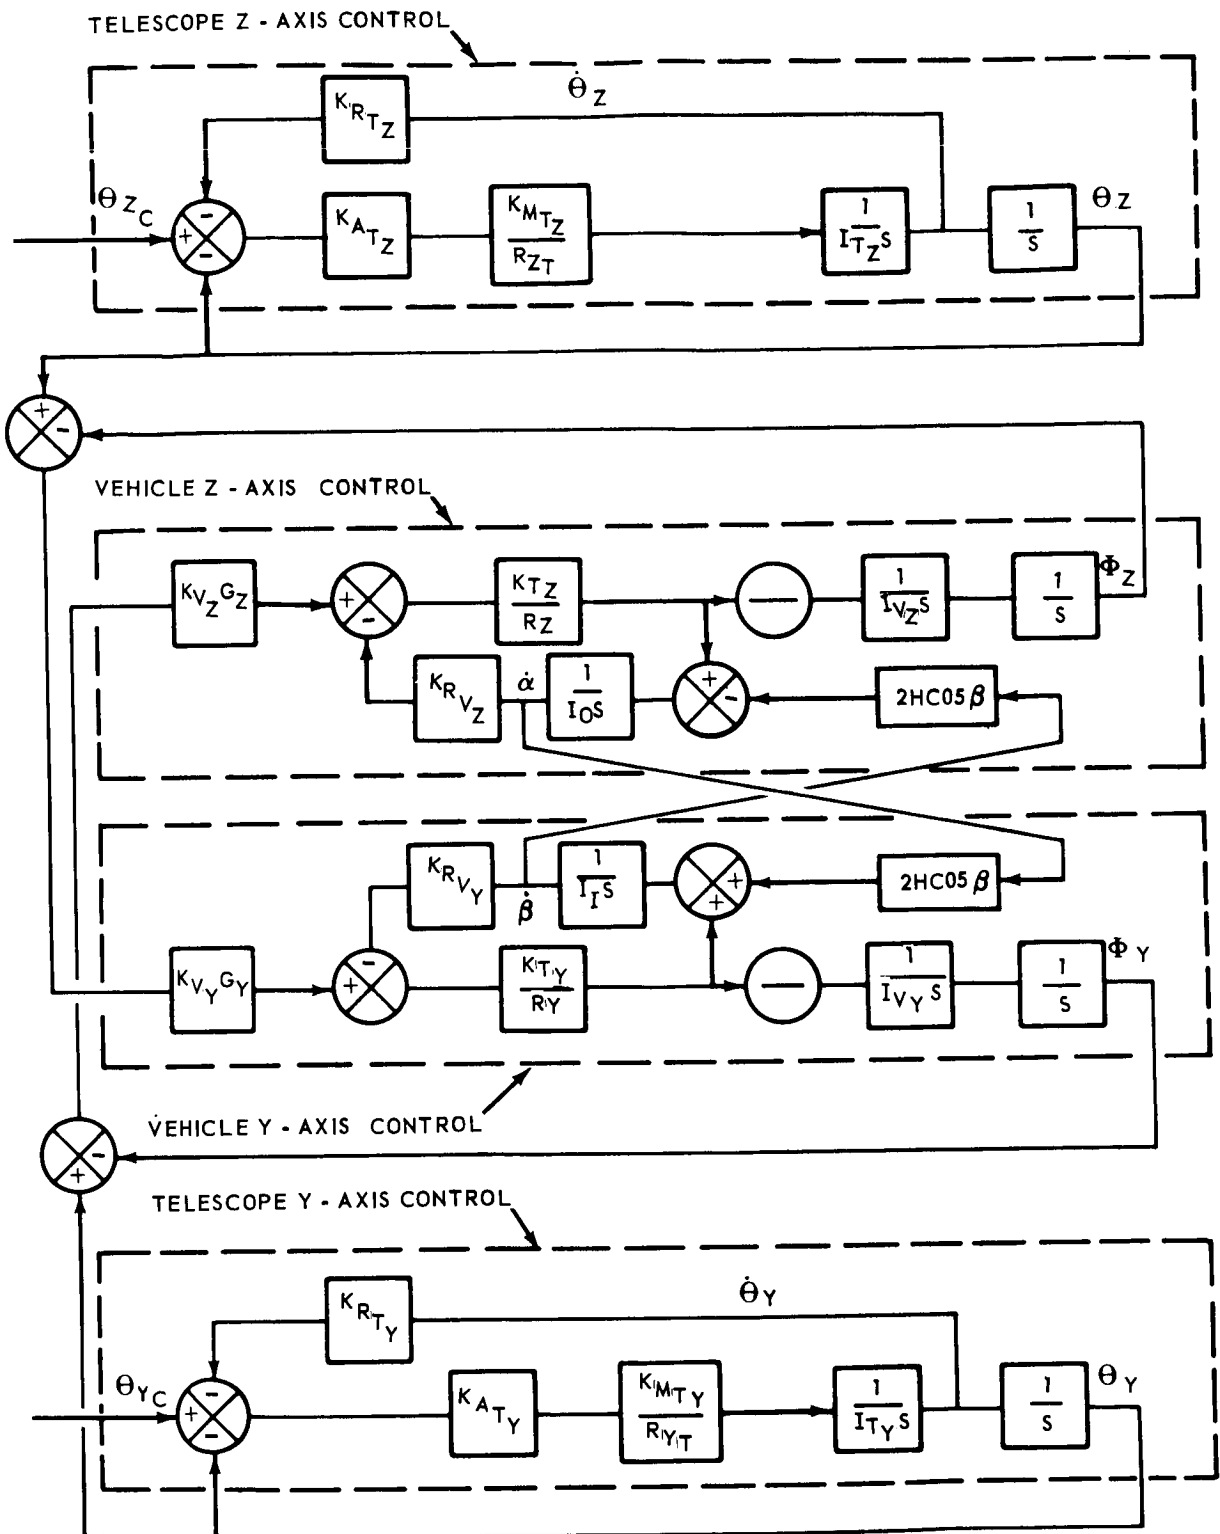 TELESCOPE Z - AXIS CONTROL
Θ̇Z
KRTZ
ΘZC
-
+
-
KATZ
KMTZ
RZT
1
ITZS
1
S
ΘZ
+
-
VEHICLE Z - AXIS CONTROL
KVZGZ
+
-
KTZ
RZ
—
1
IVZS
1
S
ΦZ
KRVZ
α̇
1
IOS
+
-
2HC05β
KRVY
β̇
1
IIS
+
+
2HC05β
KVYGY
-
+
KTY
RY
—
1
IVYS
1
S
ΦY
VEHICLE Y - AXIS CONTROL
-
+
TELESCOPE Y - AXIS CONTROL
Θ̇Y
KRTY
ΘYC
-
+
-
KATY
KMTY
RYT
1
ITYS
1
S
ΘY